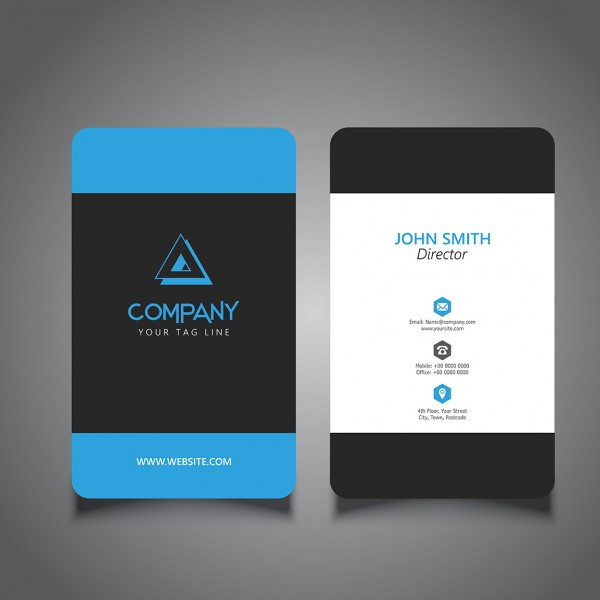 COMPANY
YOUR TAG LINE
WWW.WEBSITE.COM
JOHN SMITH
Director
Email: Name@company.com
www.yoursite.com
Mobile: +00 0000 0000
Office: +00 0000 0000
4th Floor, Your Street
City, Town, Postcode